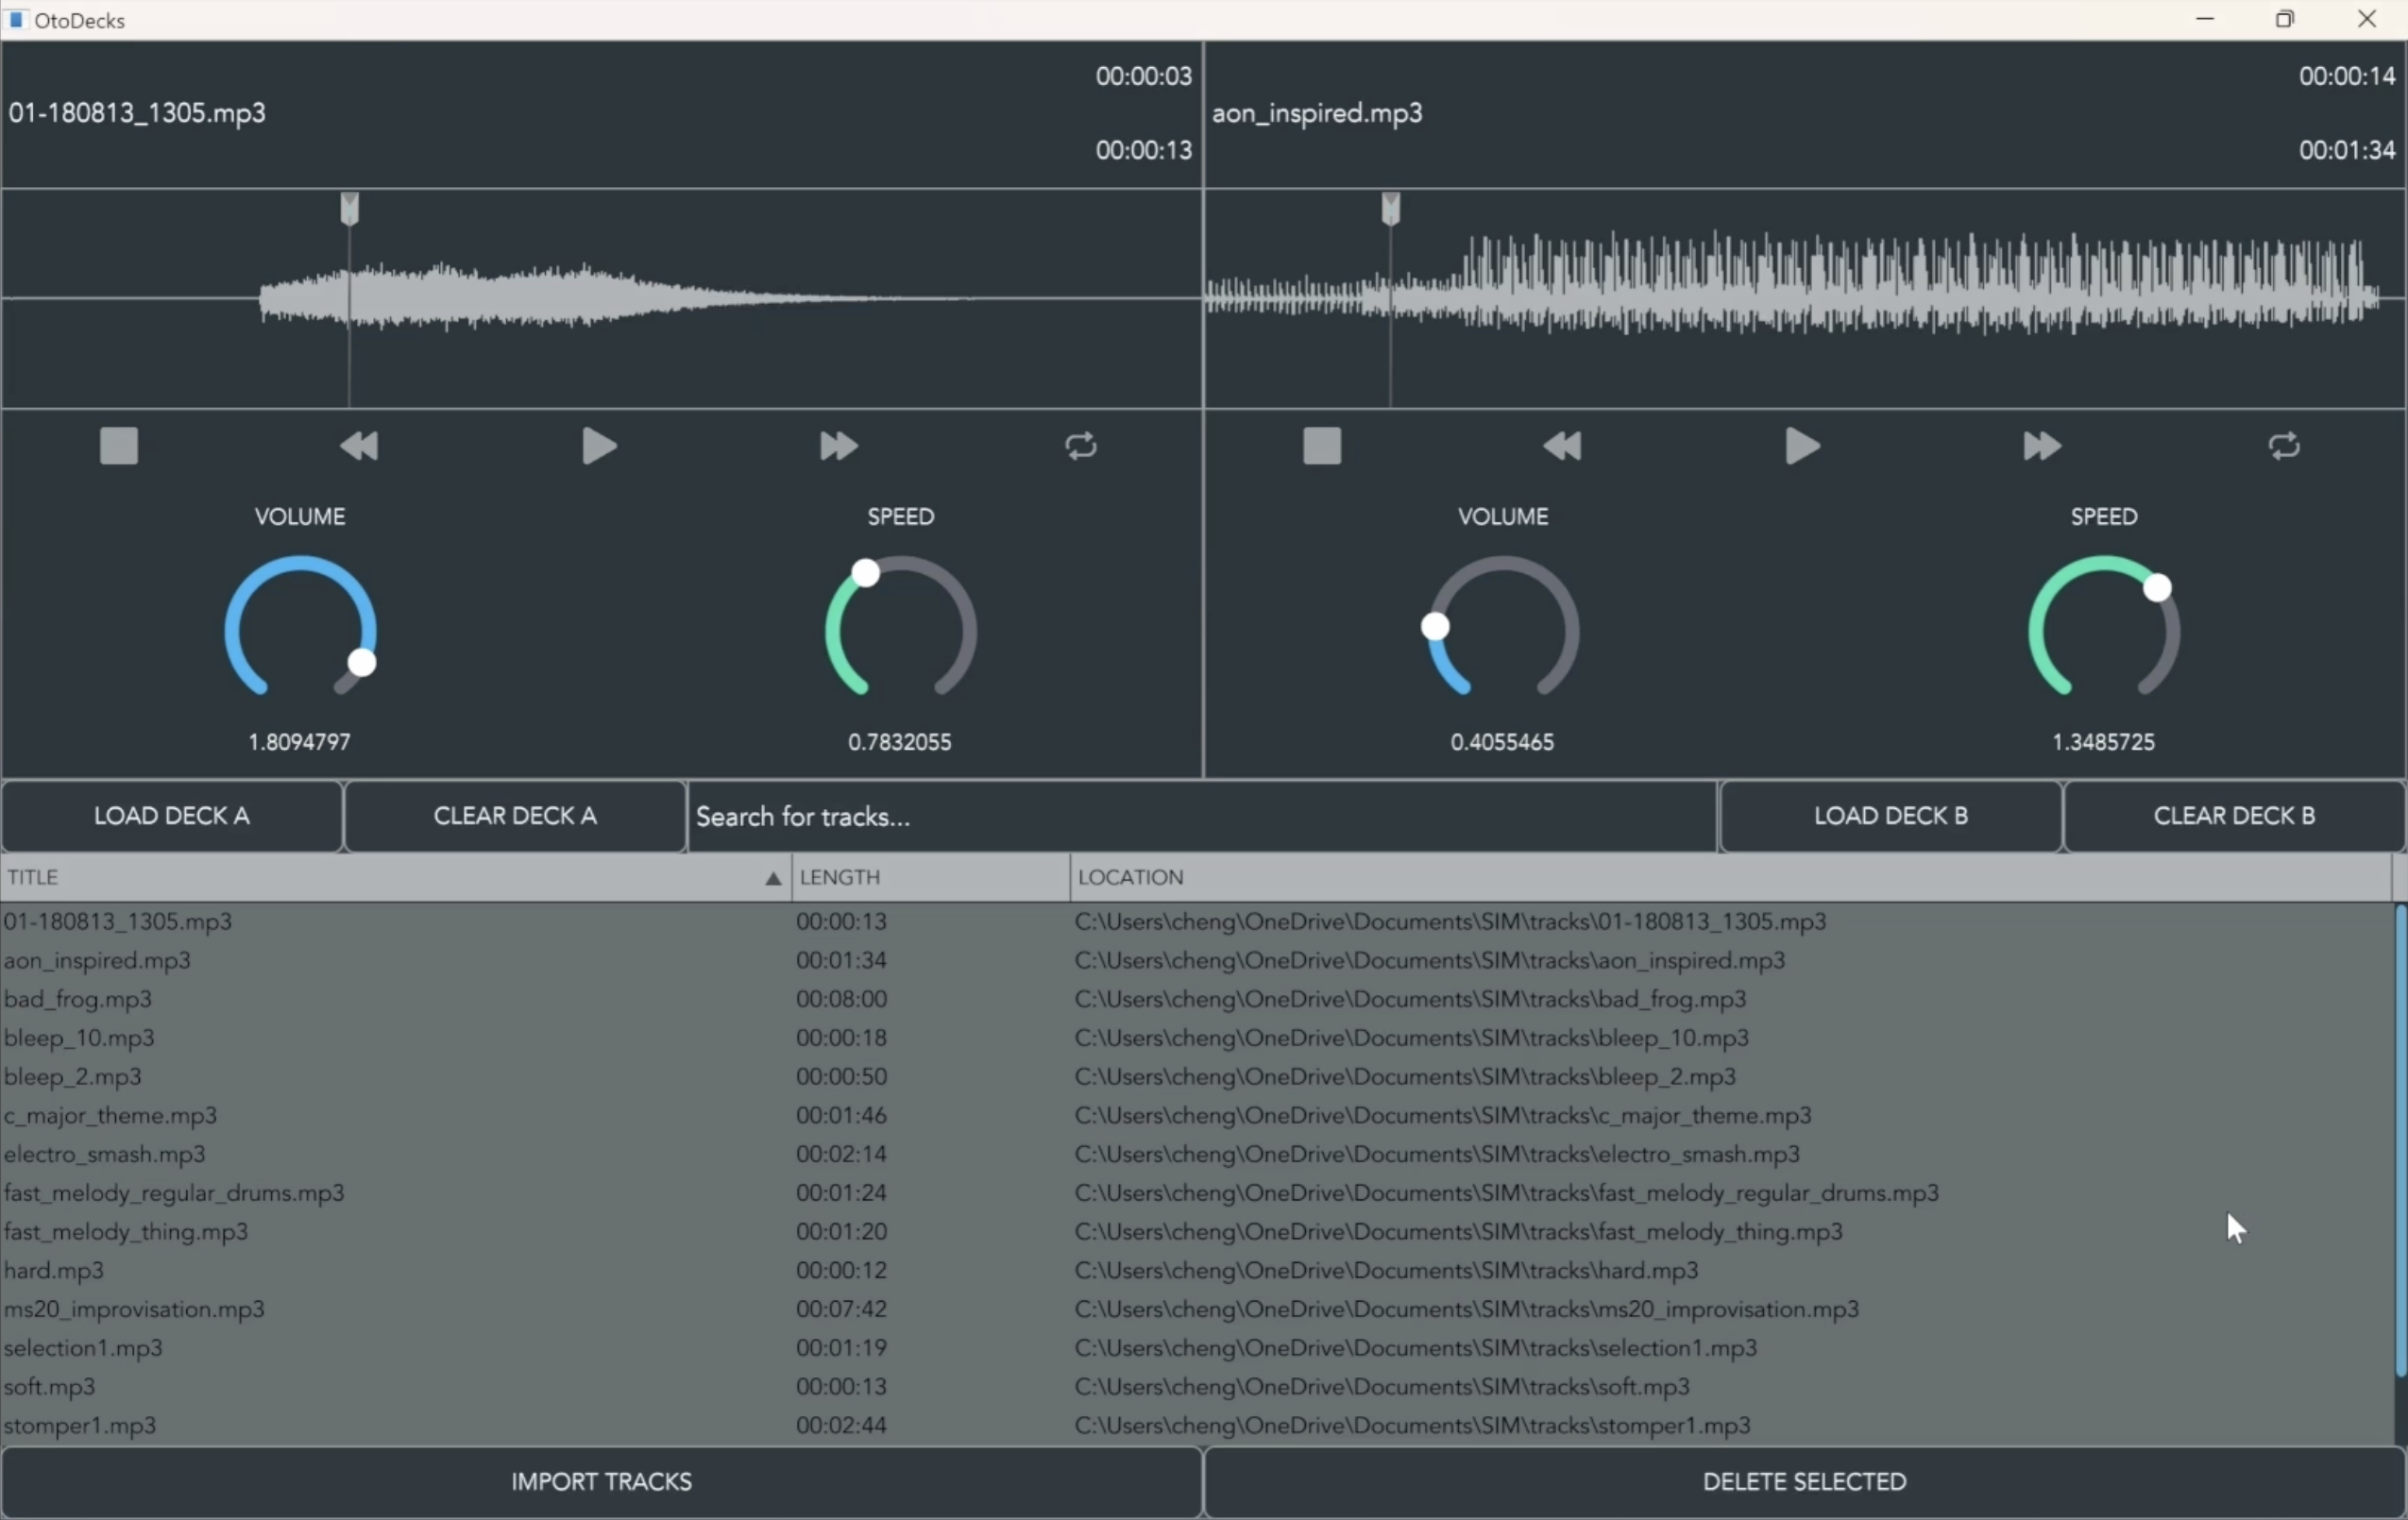 OtoDecks
01-180813_1305.mp3
00:00:03
00:00:13
aon_inspired.mp3
00:00:14
00:01:34
VOLUME
SPEED
1.8094797
0.7832055
VOLUME
SPEED
0.4055465
1.3485725
LOAD DECK A
CLEAR DECK A
Search for tracks...
LOAD DECK B
CLEAR DECK B
TITLE LENGTH LOCATION
01-180813_1305.mp3 00:00:13 C:\Users\cheng\OneDrive\Documents\SIM\tracks\01-180813_1305.mp3
aon_inspired.mp3 00:01:34 C:\Users\cheng\OneDrive\Documents\SIM\tracks\aon_inspired.mp3
bad_frog.mp3 00:08:00 C:\Users\cheng\OneDrive\Documents\SIM\tracks\bad_frog.mp3
bleep_10.mp3 00:00:18 C:\Users\cheng\OneDrive\Documents\SIM\tracks\bleep_10.mp3
bleep_2.mp3 00:00:50 C:\Users\cheng\OneDrive\Documents\SIM\tracks\bleep_2.mp3
c_major_theme.mp3 00:01:46 C:\Users\cheng\OneDrive\Documents\SIM\tracks\c_major_theme.mp3
electro_smash.mp3 00:02:14 C:\Users\cheng\OneDrive\Documents\SIM\tracks\electro_smash.mp3
fast_melody_regular_drums.mp3 00:01:24 C:\Users\cheng\OneDrive\Documents\SIM\tracks\fast_melody_regular_drums.mp3
fast_melody_thing.mp3 00:01:20 C:\Users\cheng\OneDrive\Documents\SIM\tracks\fast_melody_thing.mp3
hard.mp3 00:00:12 C:\Users\cheng\OneDrive\Documents\SIM\tracks\hard.mp3
ms20_improvisation.mp3 00:07:42 C:\Users\cheng\OneDrive\Documents\SIM\tracks\ms20_improvisation.mp3
selection1.mp3 00:01:19 C:\Users\cheng\OneDrive\Documents\SIM\tracks\selection1.mp3
soft.mp3 00:00:13 C:\Users\cheng\OneDrive\Documents\SIM\tracks\soft.mp3
stomper1.mp3 00:02:44 C:\Users\cheng\OneDrive\Documents\SIM\tracks\stomper1.mp3
IMPORT TRACKS
DELETE SELECTED